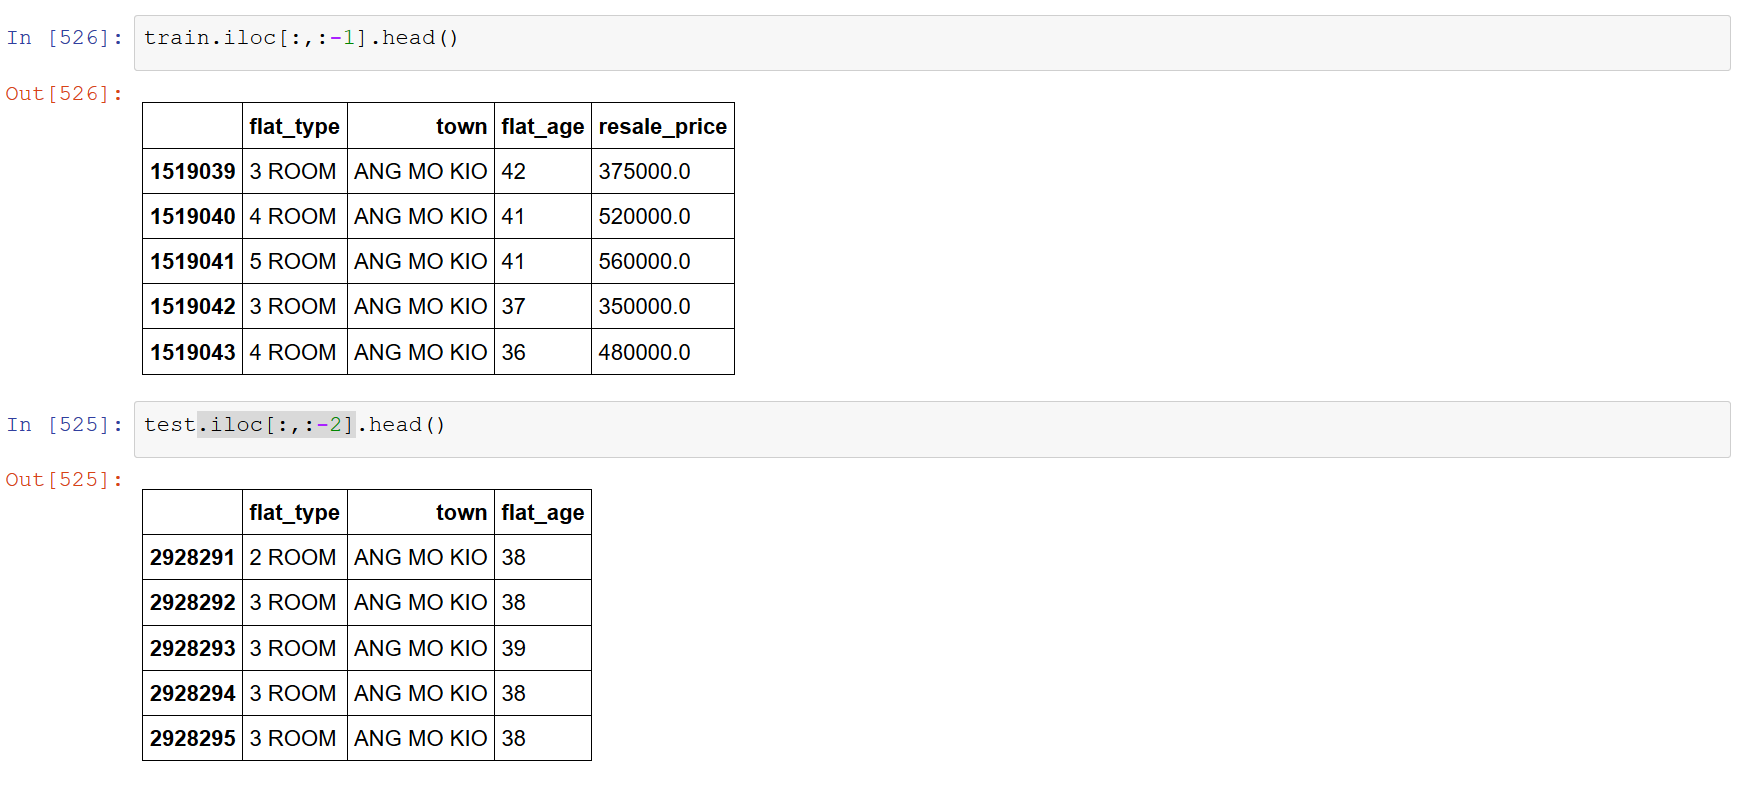 In [526]: train.iloc[:,:-1].head()
Out[526]:
flat_type town flat_age resale_price
1519039 3 ROOM ANG MO KIO 42 375000.0
1519040 4 ROOM ANG MO KIO 41 520000.0
1519041 5 ROOM ANG MO KIO 41 560000.0
1519042 3 ROOM ANG MO KIO 37 350000.0
1519043 4 ROOM ANG MO KIO 36 480000.0
In [525]: test.iloc[:,:-2].head()
Out[525]:
flat_type town flat_age
2928291 2 ROOM ANG MO KIO 38
2928292 3 ROOM ANG MO KIO 38
2928293 3 ROOM ANG MO KIO 39
2928294 3 ROOM ANG MO KIO 38
2928295 3 ROOM ANG MO KIO 38